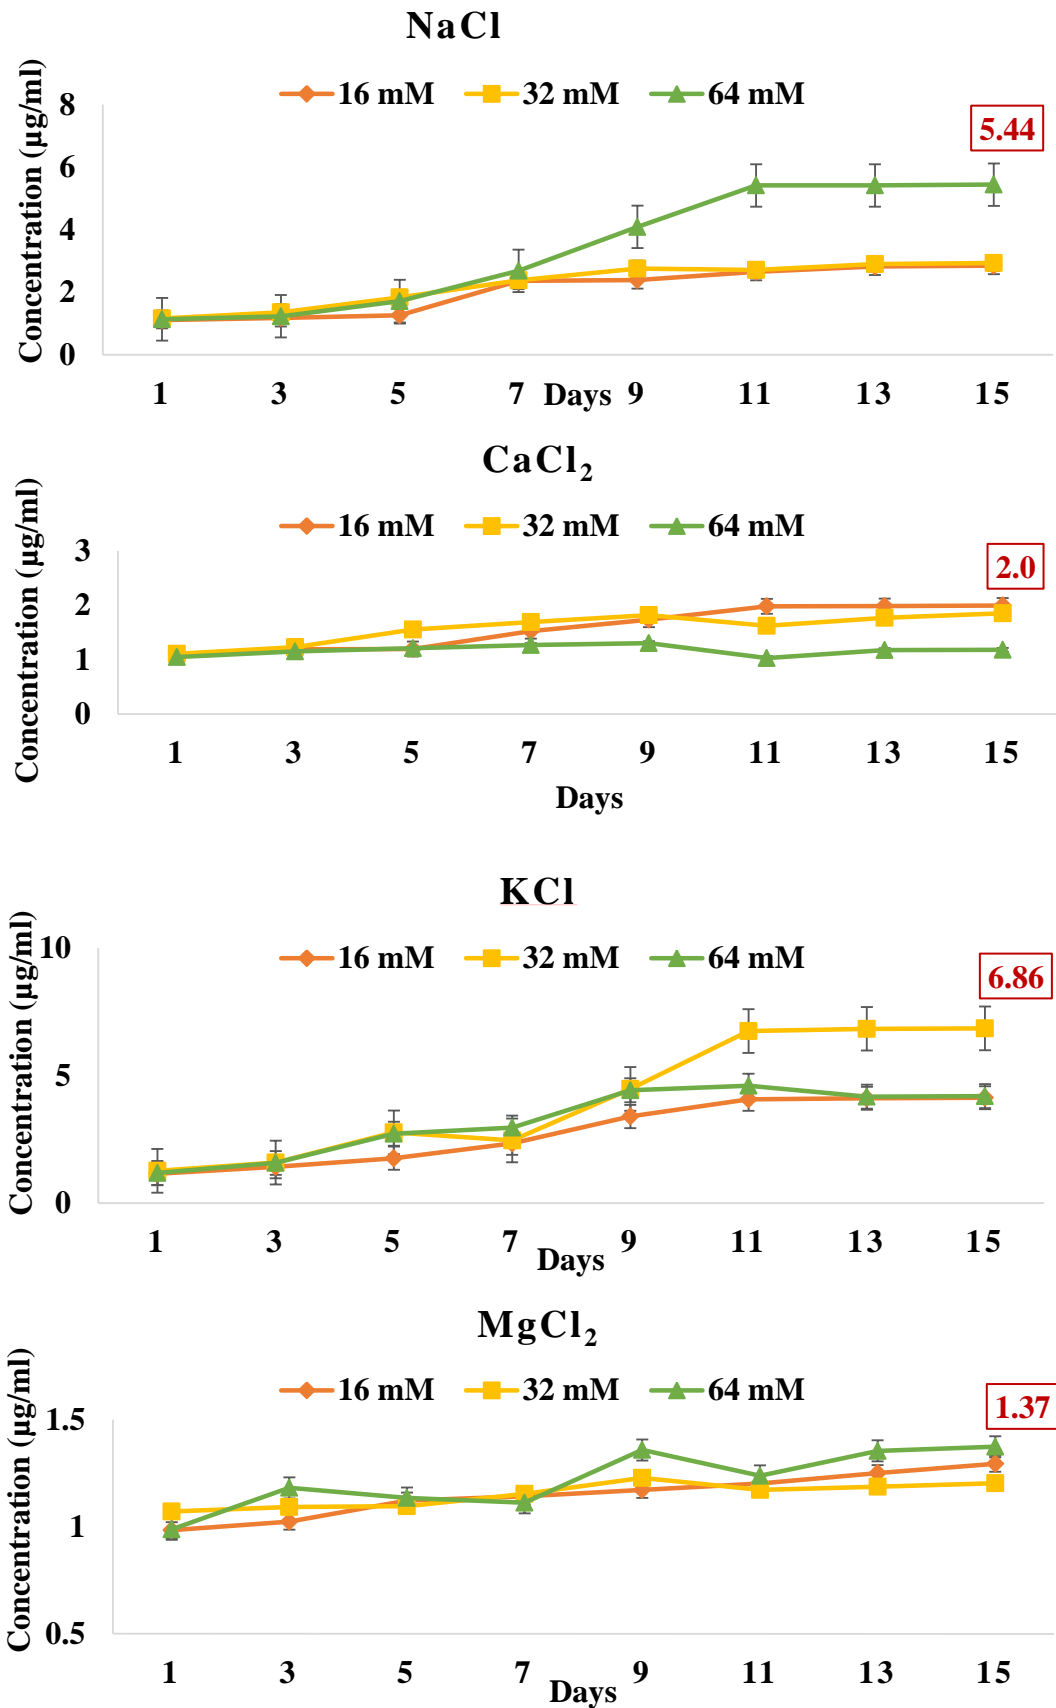 NaCl
16 mM 32 mM 64 mM
Concentration (µg/ml)
8
6
4
2
0
5.44
1 3 5 7 9 11 13 15
Days
CaCl₂
16 mM 32 mM 64 mM
Concentration (µg/ml)
3
2
1
0
2.0
1 3 5 7 9 11 13 15
Days
KCl
16 mM 32 mM 64 mM
Concentration (µg/ml)
10
5
0
6.86
1 3 5 7 9 11 13 15
Days
MgCl₂
16 mM 32 mM 64 mM
Concentration (µg/ml)
1.5
1
0.5
1.37
1 3 5 7 9 11 13 15
Days